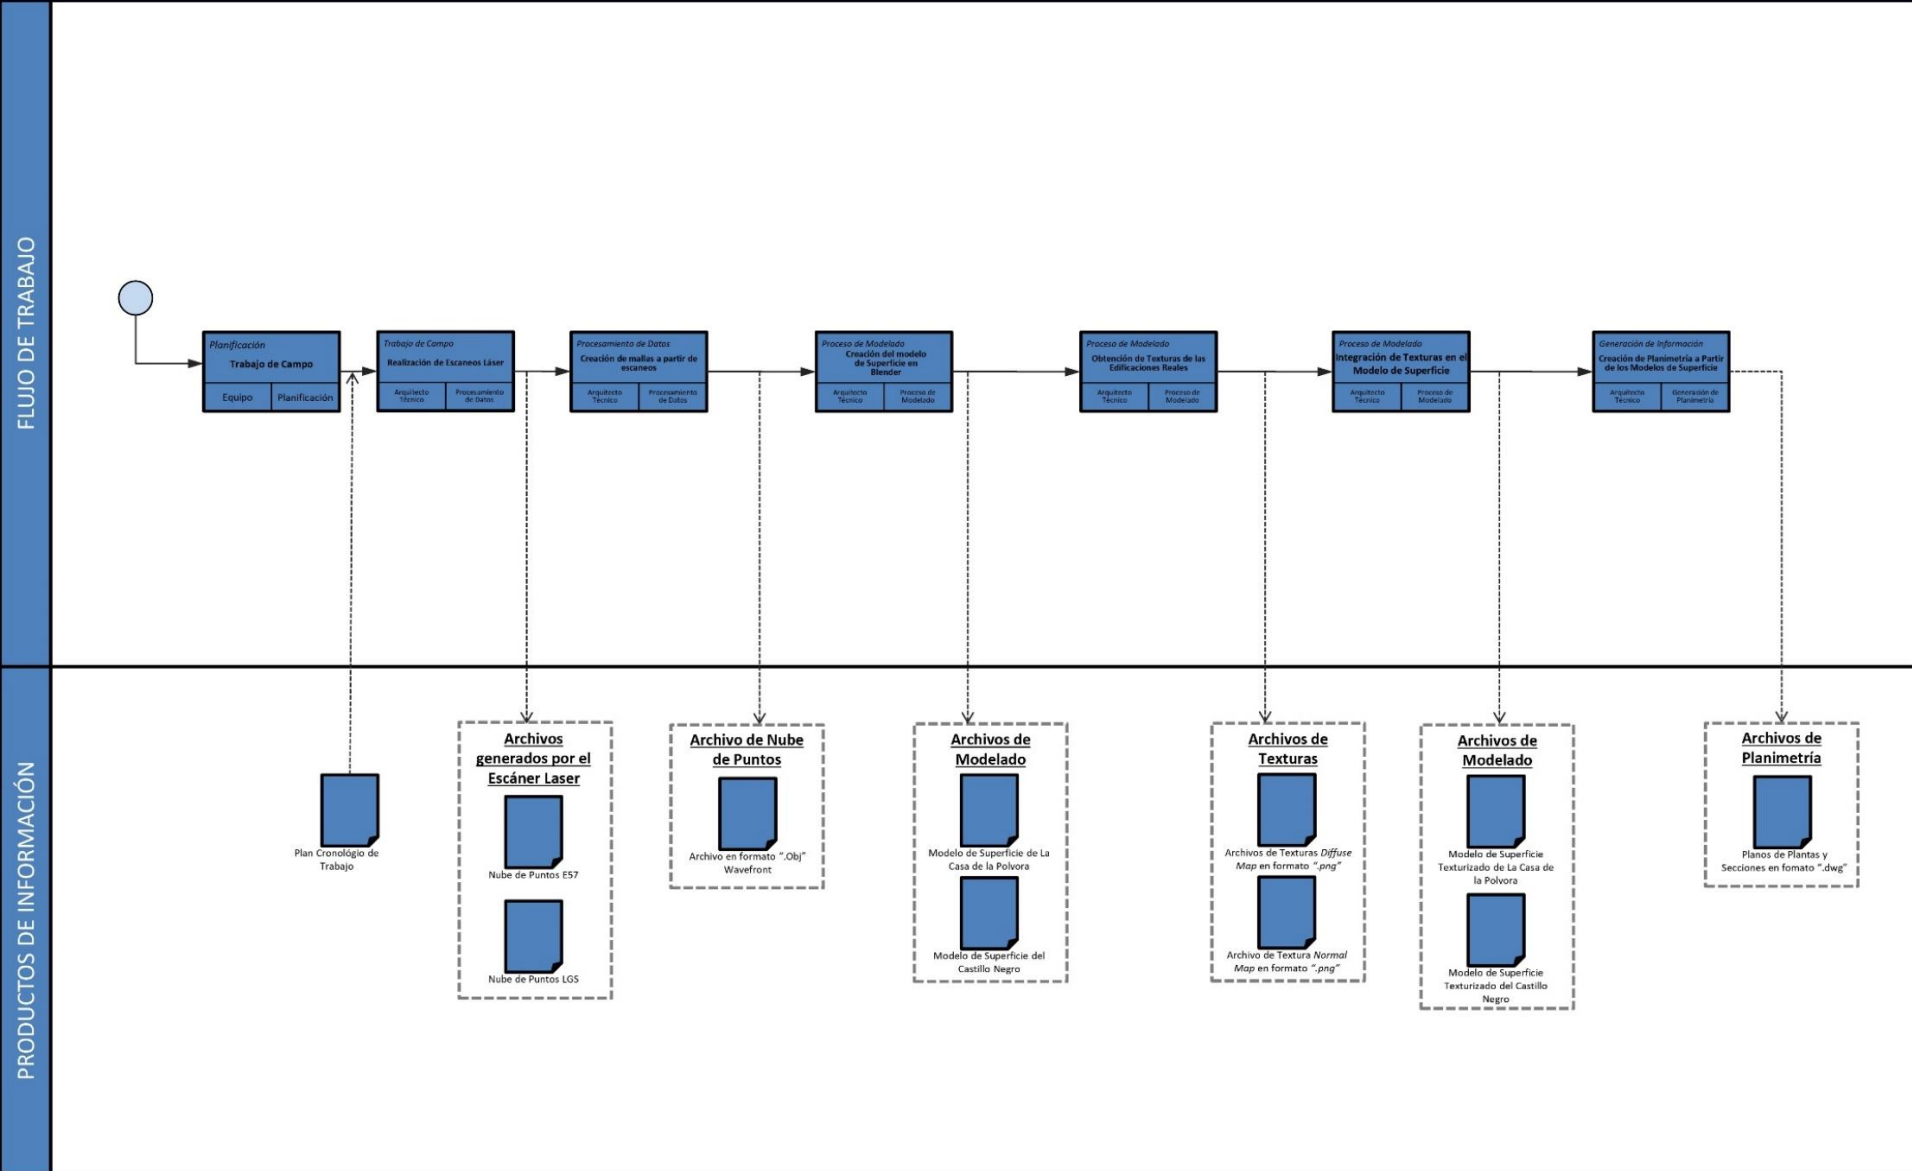 FLUJO DE TRABAJO
Planificación
Trabajo de Campo
Equipo
Planificación
Trabajo de Campo
Realización de Escaneos Láser
Arquitecto
Técnico
Procesamiento
de Datos
Procesamiento de Datos
Creación de mallas a partir de
escaneos
Arquitecto
Técnico
Procesamiento
de Datos
Proceso de Modelado
Creación del modelo
de Superficie en
Blender
Arquitecto
Técnico
Proceso de
Modelado
Proceso de Modelado
Obtención de Texturas de las
Edificaciones Reales
Arquitecto
Técnico
Proceso de
Modelado
Proceso de Modelado
Integración de Texturas en el
Modelo de Superficie
Arquitecto
Técnico
Proceso de
Modelado
Generación de Información
Creación de Planimetría a Partir
de los Modelos de Superficie
Arquitecto
Técnico
Generación de
Planimetría
PRODUCTOS DE INFORMACIÓN
Plan Cronológio de
Trabajo
Archivos
generados por el
Escáner Laser
Nube de Puntos E57
Nube de Puntos LGS
Archivo de Nube
de Puntos
Archivo en formato “.Obj”
Wavefront
Archivos de
Modelado
Modelo de Superficie de La
Casa de la Polvora
Modelo de Superficie del
Castillo Negro
Archivos de
Texturas
Archivos de Texturas Diffuse
Map en formato “.png”
Archivo de Textura Normal
Map en formato “.png”
Archivos de
Modelado
Modelo de Superficie
Texturizado de La Casa de
la Polvora
Modelo de Superficie
Texturizado del Castillo
Negro
Archivos de
Planimetría
Planos de Plantas y
Secciones en fomato “.dwg”